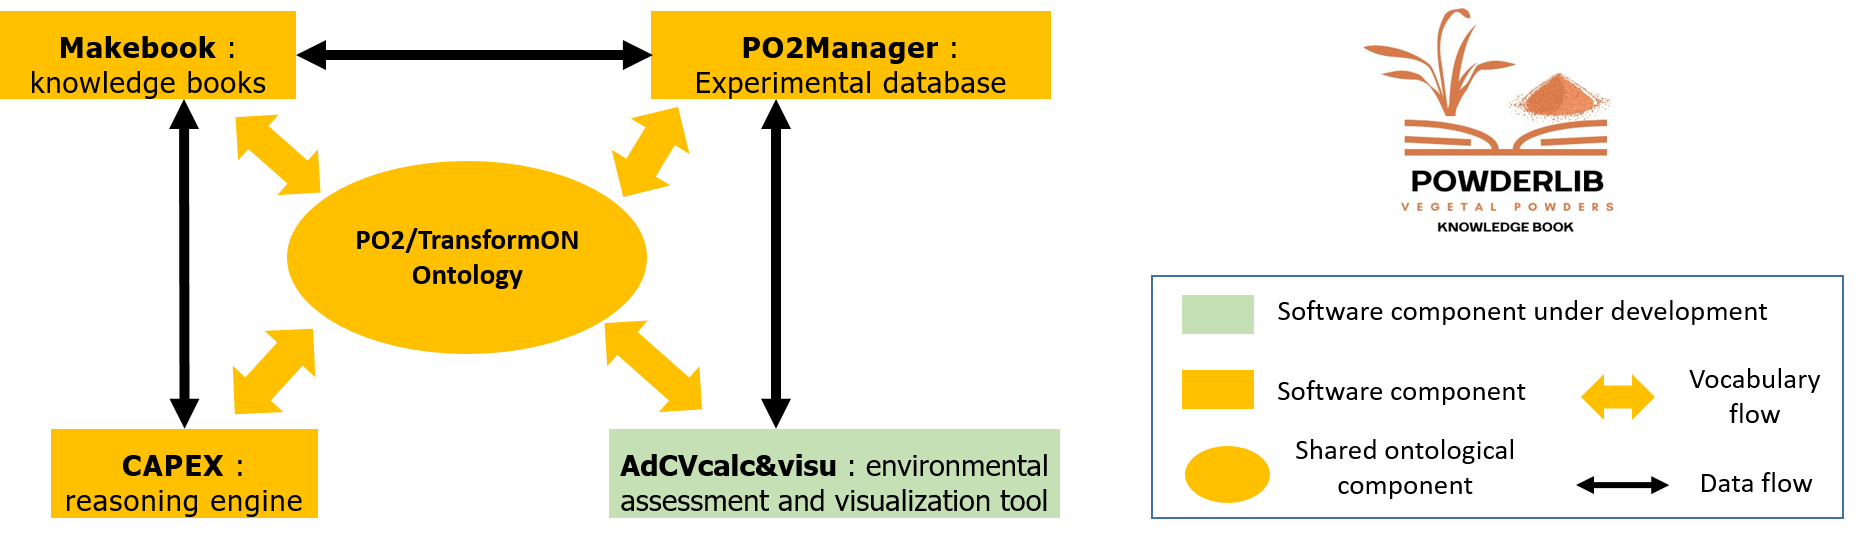 Makebook :
knowledge books
PO2Manager :
Experimental database
PO2/TransformON
Ontology
CAPEX :
reasoning engine
AdCVcalc&visu : environmental
assessment and visualization tool
POWDERLIB
VEGETAL POWDERS
KNOWLEDGE BOOK
Software component under development
Software component
Vocabulary
flow
Shared ontological
component
Data flow